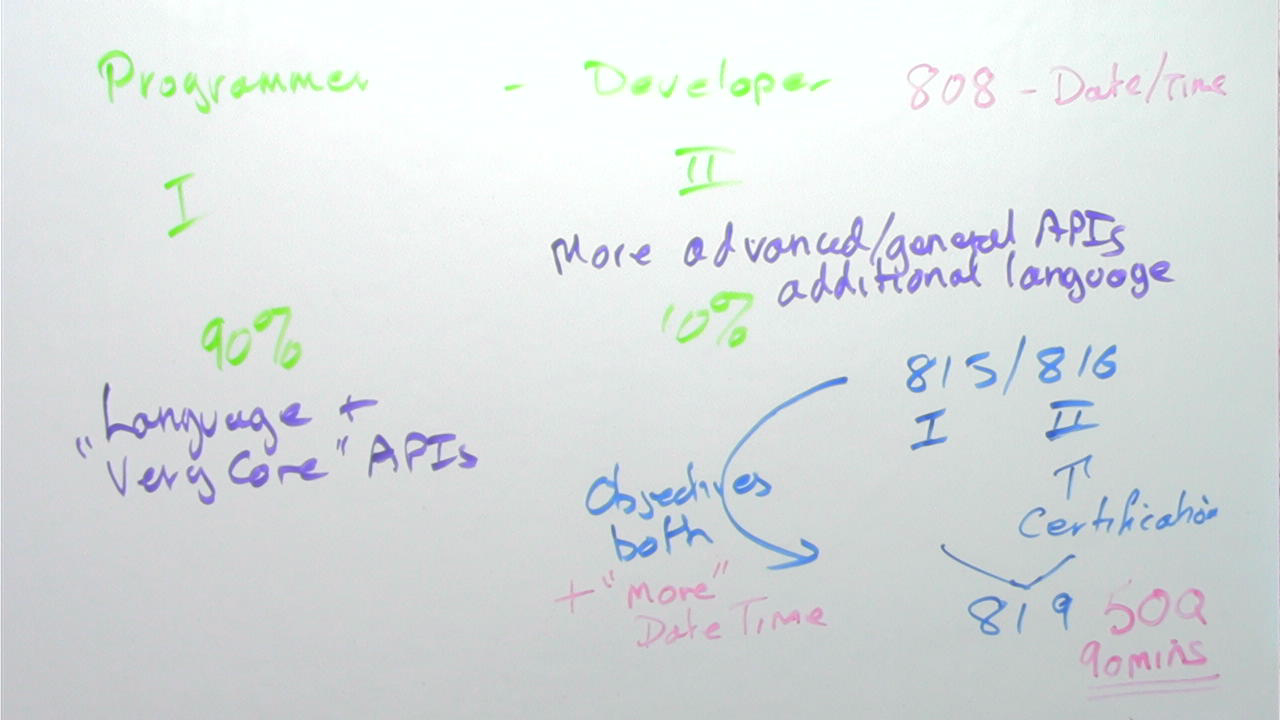 Programmer - Developer 808 - Date/Time
I II
More advanced/general APIs
additional language
90% 10%
"Language +
Very Core" APIs
815/816
I II
↑
Certification
Objectives
both
+ "more"
Date Time
819 50Q
90mins